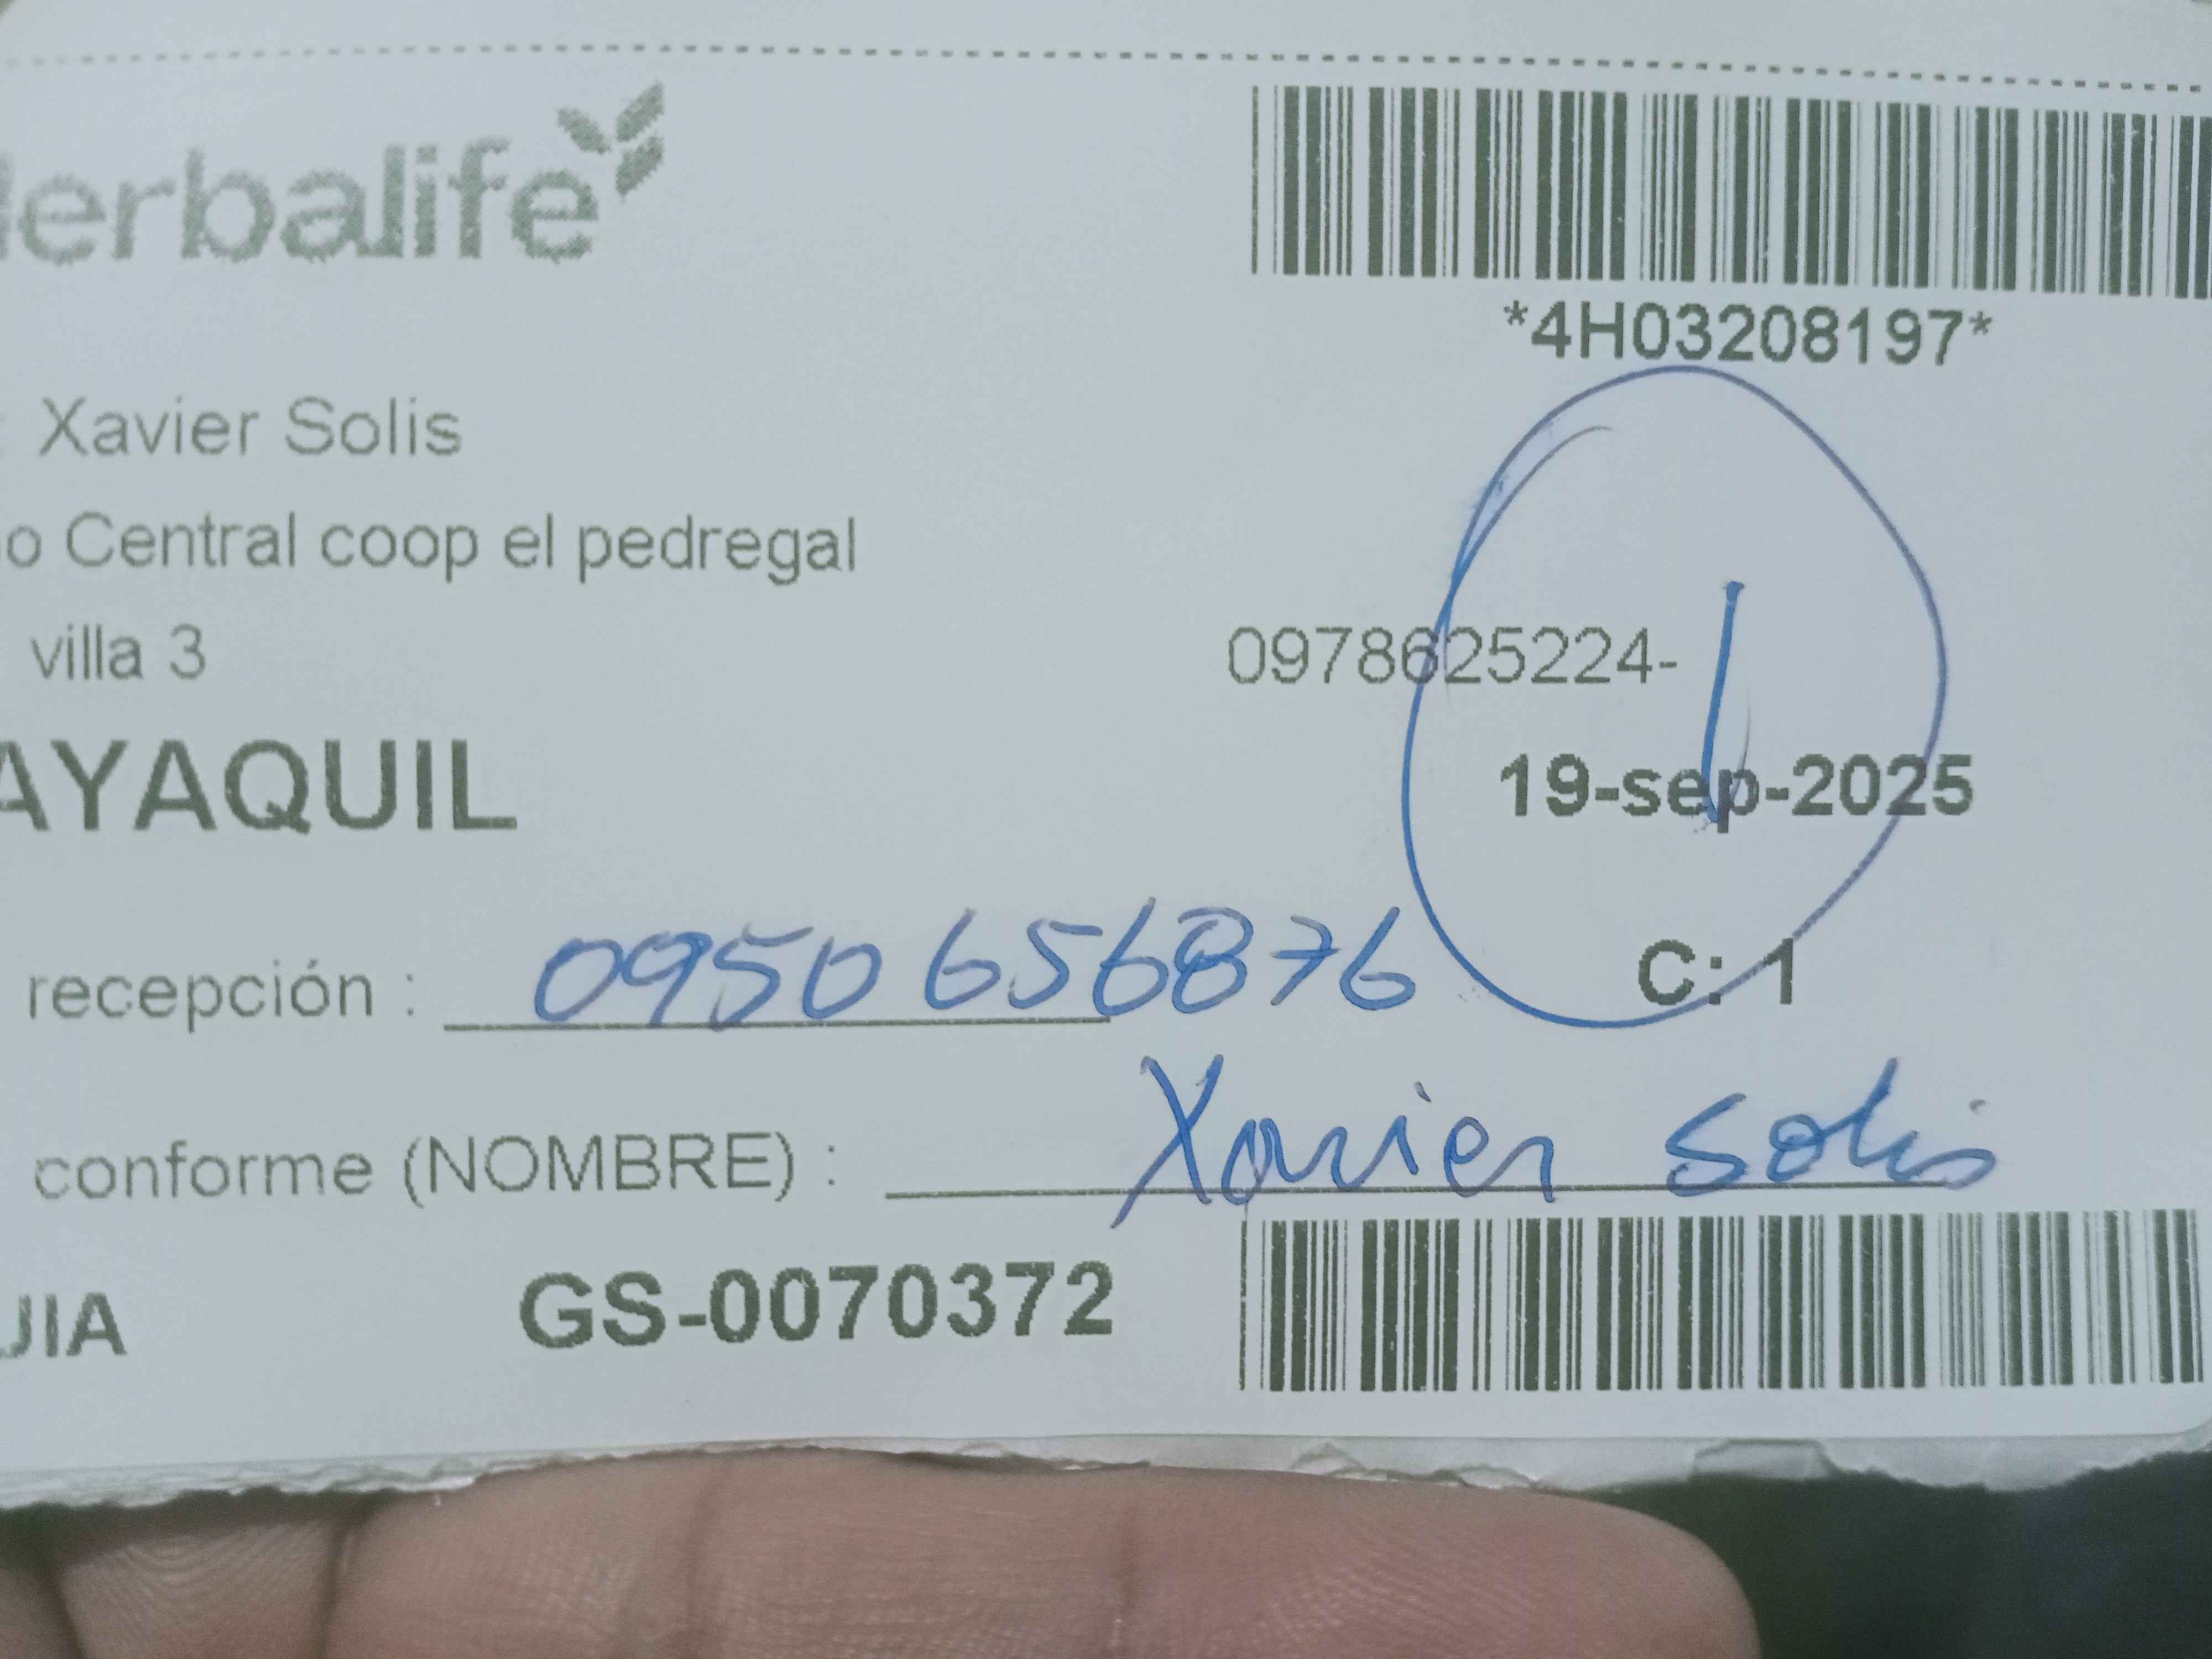 erbalife
*4H03208197*
: Xavier Solis
o Central coop el pedregal
villa 3 0978625224-
AYAQUIL 19-sep-2025
recepción : 0950656876 C: 1
conforme (NOMBRE) : Xavier Solis
JIA GS-0070372